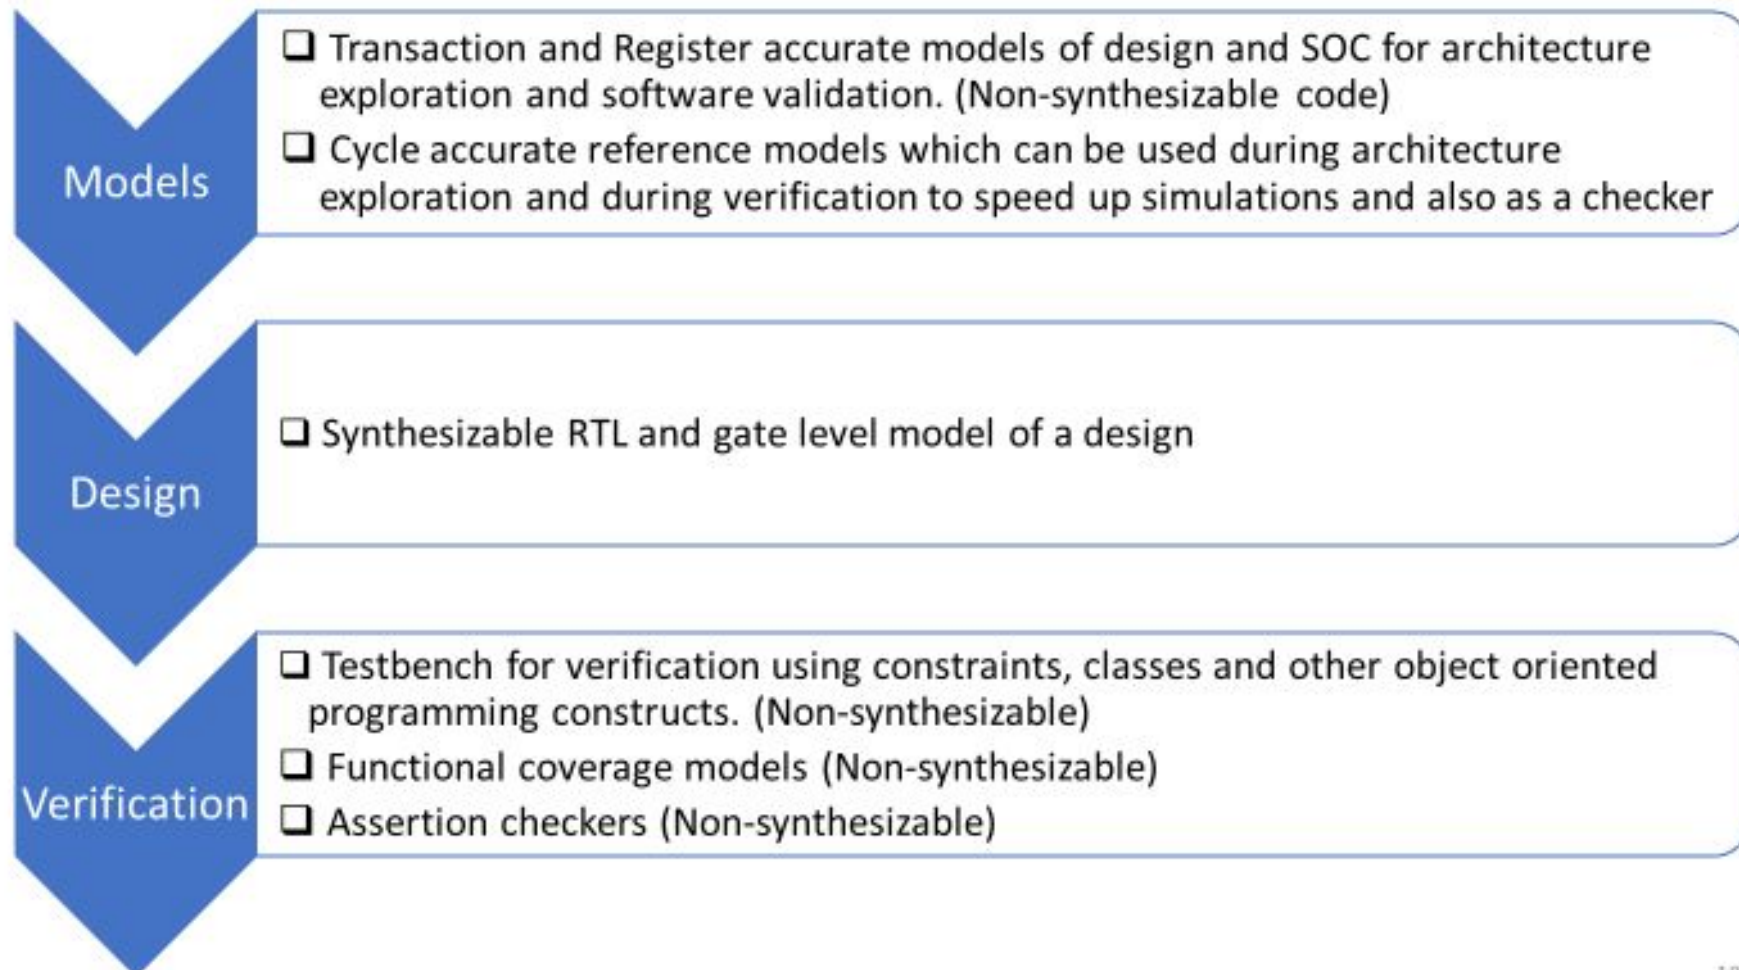 Models
❑ Transaction and Register accurate models of design and SOC for architecture
exploration and software validation. (Non-synthesizable code)
❑ Cycle accurate reference models which can be used during architecture
exploration and during verification to speed up simulations and also as a checker
Design
❑ Synthesizable RTL and gate level model of a design
Verification
❑ Testbench for verification using constraints, classes and other object oriented
programming constructs. (Non-synthesizable)
❑ Functional coverage models (Non-synthesizable)
❑ Assertion checkers (Non-synthesizable)